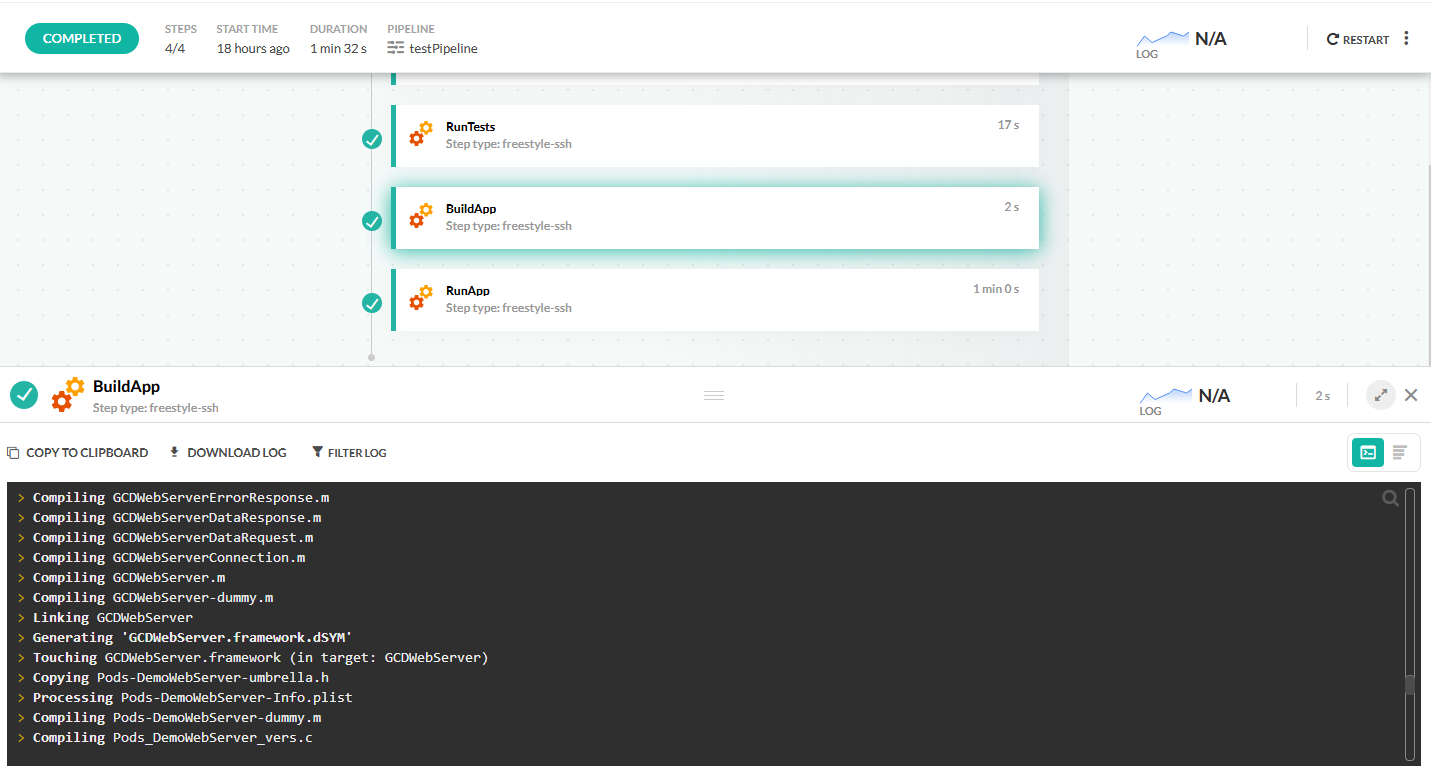 COMPLETED
STEPS
4/4
START TIME
18 hours ago
DURATION
1 min 32 s
PIPELINE
testPipeline
LOG
N/A
RESTART
RunTests
Step type: freestyle-ssh
17 s
BuildApp
Step type: freestyle-ssh
2 s
RunApp
Step type: freestyle-ssh
1 min 0 s
BuildApp
Step type: freestyle-ssh
LOG
N/A
2 s
COPY TO CLIPBOARD
DOWNLOAD LOG
FILTER LOG
> Compiling GCDWebServerErrorResponse.m
> Compiling GCDWebServerDataResponse.m
> Compiling GCDWebServerDataRequest.m
> Compiling GCDWebServerConnection.m
> Compiling GCDWebServer.m
> Compiling GCDWebServer-dummy.m
> Linking GCDWebServer
> Generating 'GCDWebServer.framework.dSYM'
> Touching GCDWebServer.framework (in target: GCDWebServer)
> Copying Pods-DemoWebServer-umbrella.h
> Processing Pods-DemoWebServer-Info.plist
> Compiling Pods-DemoWebServer-dummy.m
> Compiling Pods_DemoWebServer_vers.c